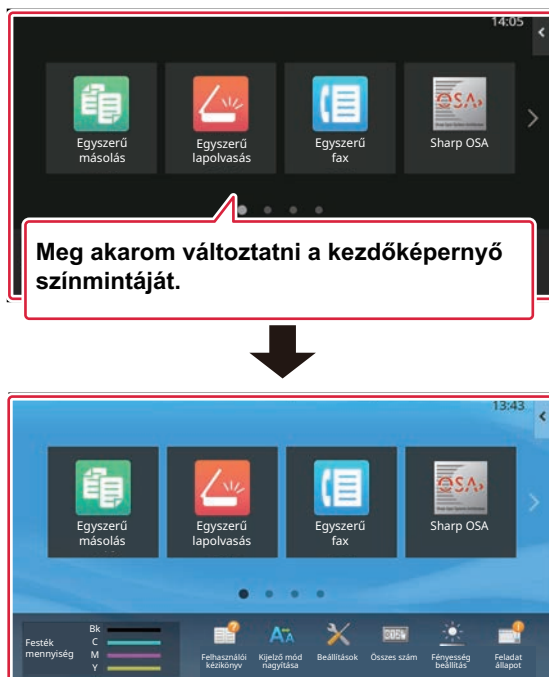 14:05
Egyszerű
másolás
Egyszerű
lapolvasás
Egyszerű
fax
Sharp OSA
OSA
Meg akarom változtatni a kezdőképernyő
színmintáját.
13:43
Egyszerű
másolás
Egyszerű
lapolvasás
Egyszerű
fax
Sharp OSA
OSA
Festék
mennyiség
Bk
C
M
Y
Felhasználói
kézikönyv
Kijelző mód
nagyítása
Beállítások
Összes szám
Fényesség
beállítás
Feladat
állapot